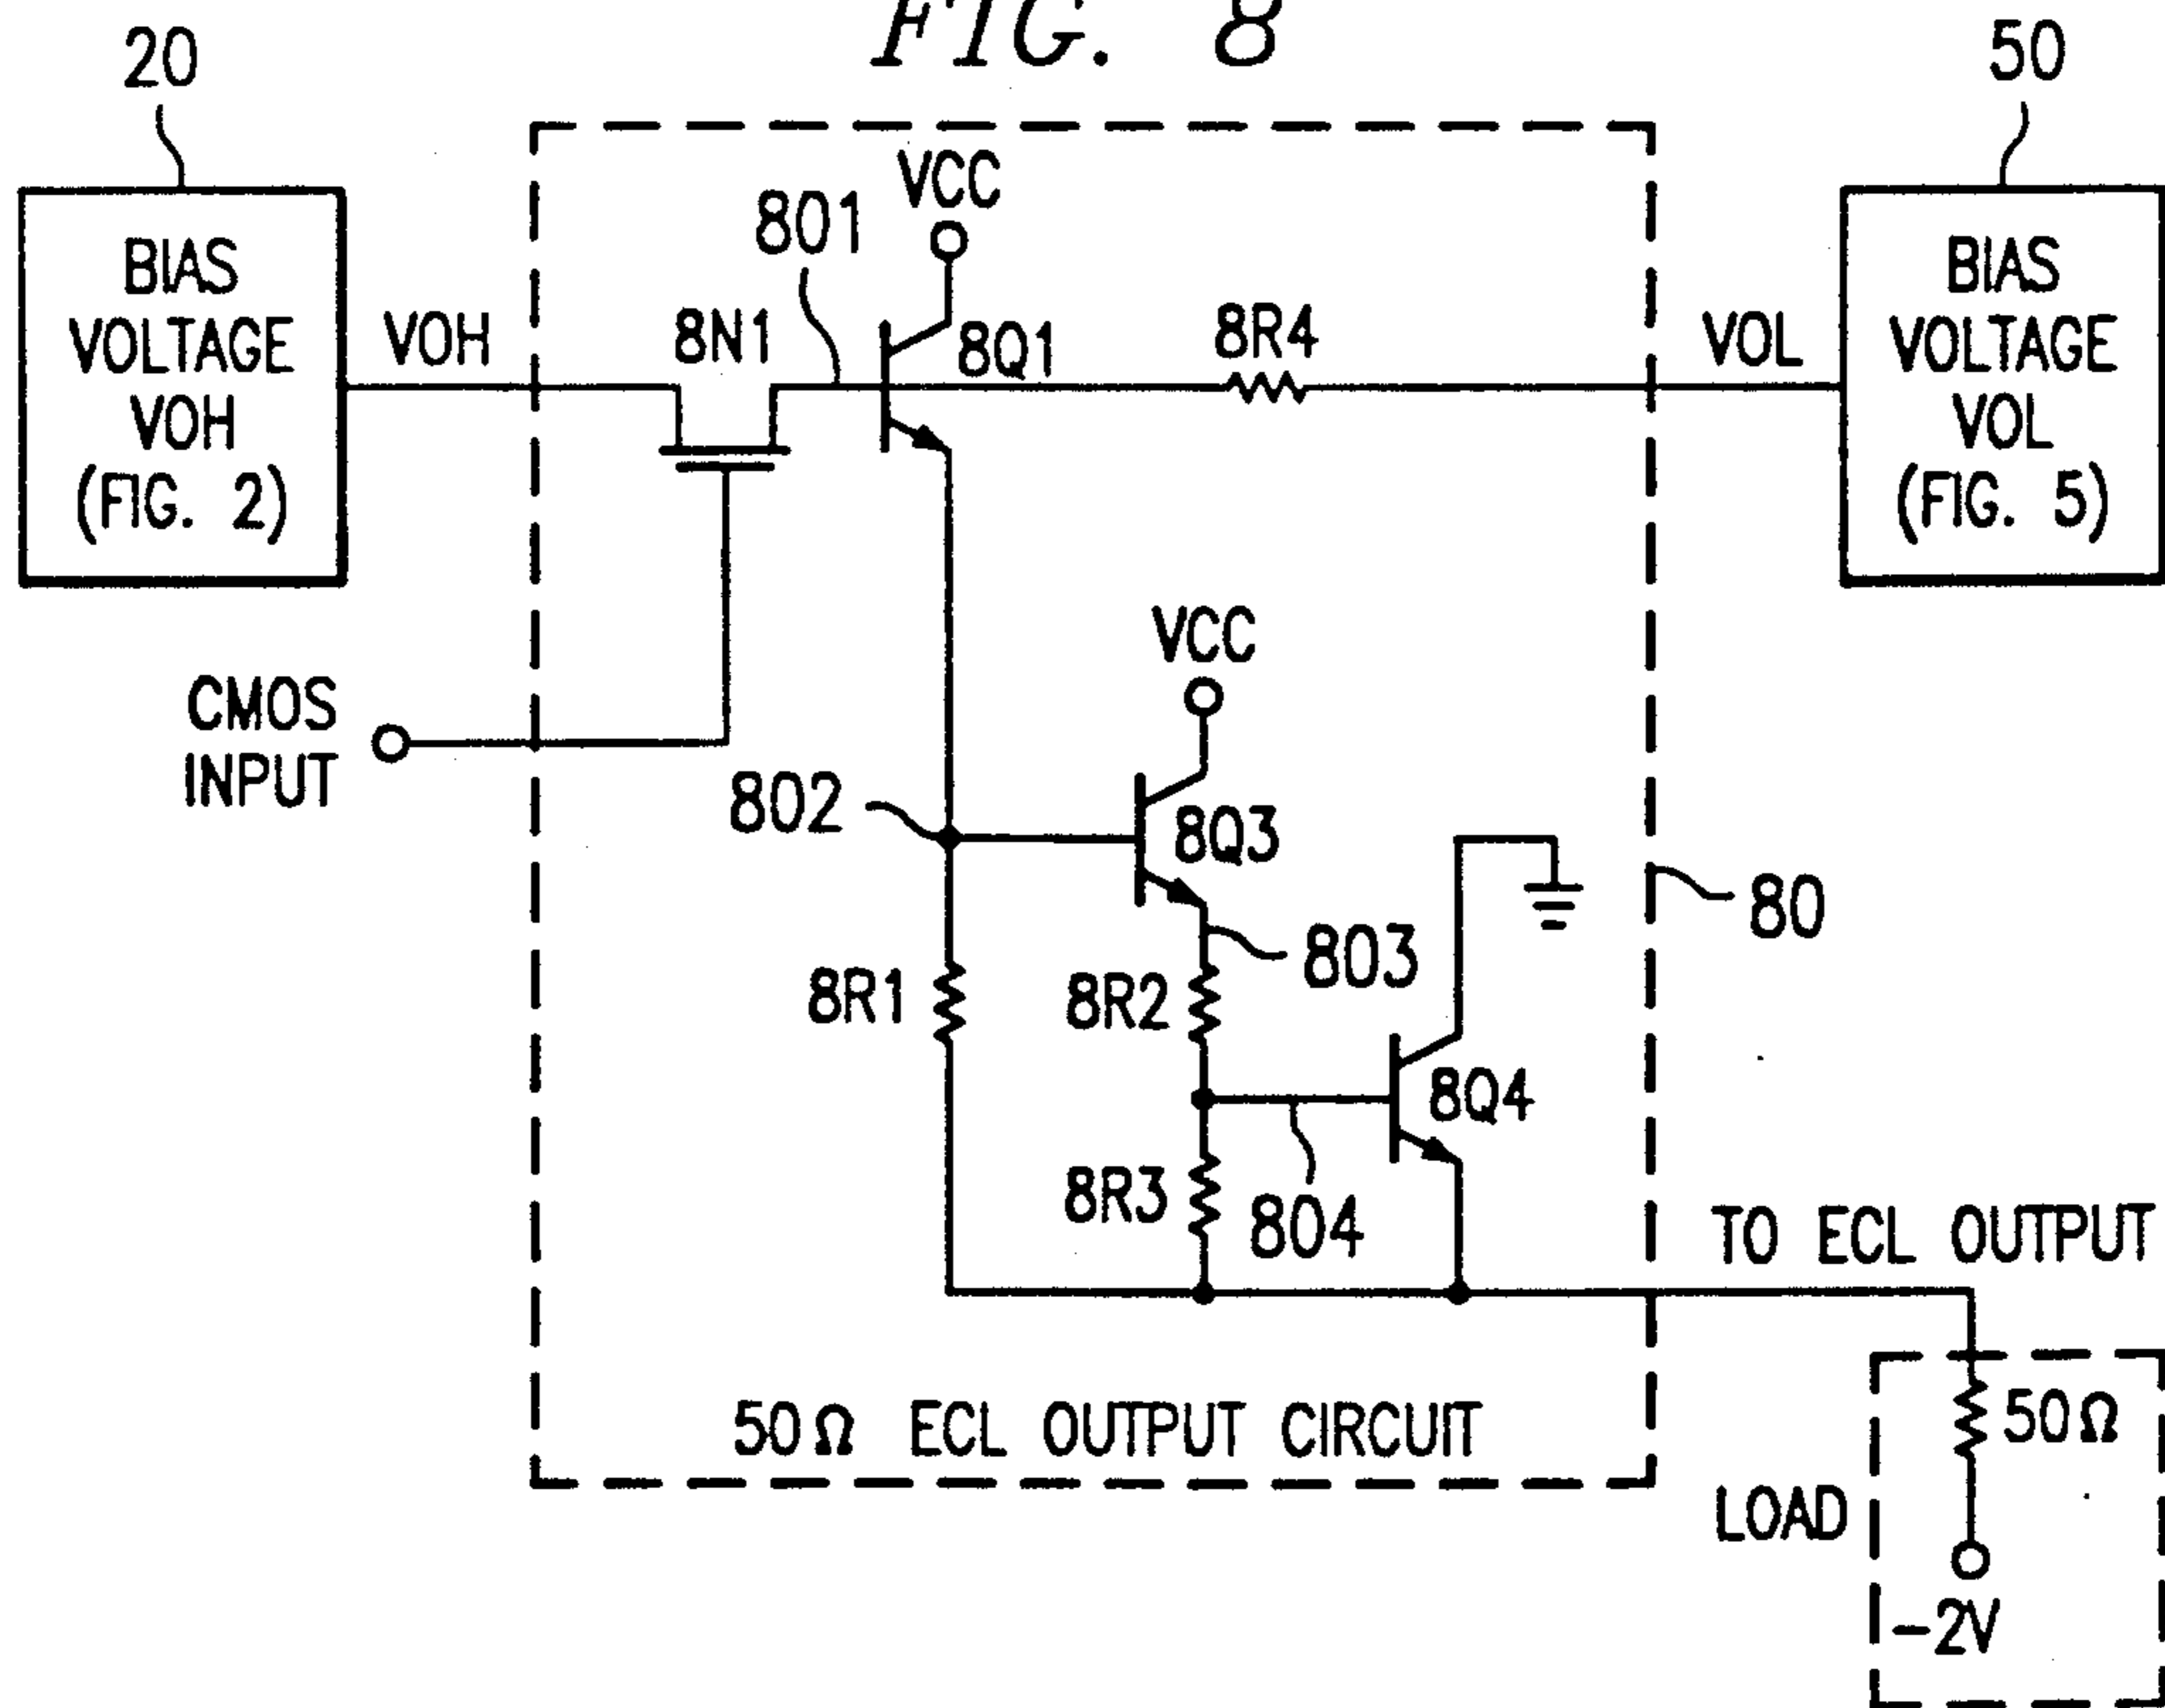 FIG. 8
20
50
BIAS
VOLTAGE
VOH
(FIG. 2)
VOH
8N1
801
VCC
8Q1
8R4
VOL
BIAS
VOLTAGE
VOL
(FIG. 5)
CMOS
INPUT
802
VCC
8Q3
803
80
8R1
8R2
8Q4
8R3
804
TO ECL OUTPUT
50Ω ECL OUTPUT CIRCUIT
50Ω
LOAD
-2V